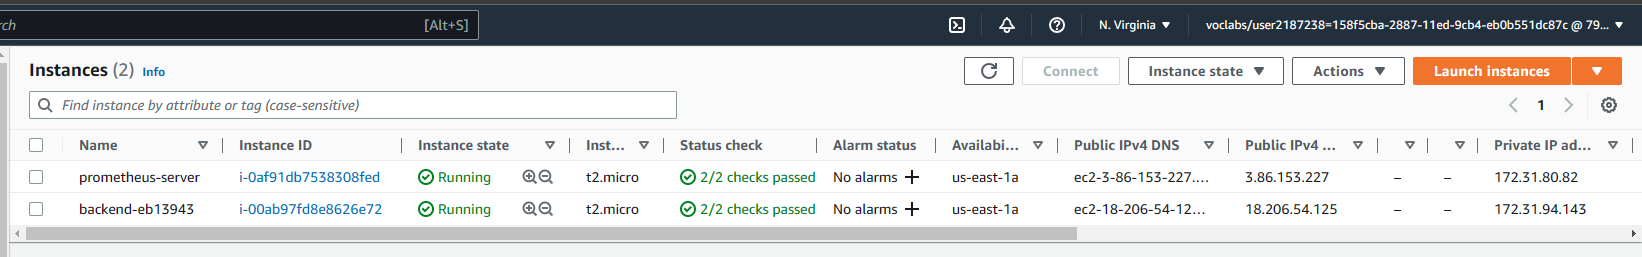 rch [Alt+S] N. Virginia voclabs/user2187238=158f5cba-2887-11ed-9cb4-eb0b551dc87c @ 79...
Instances (2) Info Connect Instance state Actions Launch instances
Find instance by attribute or tag (case-sensitive) 1
Name Instance ID Instance state Inst... Status check Alarm status Availabi... Public IPv4 DNS Public IPv4 ... Private IP ad...
prometheus-server i-0af91db7538308fed Running t2.micro 2/2 checks passed No alarms + us-east-1a ec2-3-86-153-227.... 3.86.153.227 – – 172.31.80.82
backend-eb13943 i-00ab97fd8e8626e72 Running t2.micro 2/2 checks passed No alarms + us-east-1a ec2-18-206-54-12... 18.206.54.125 – – 172.31.94.143